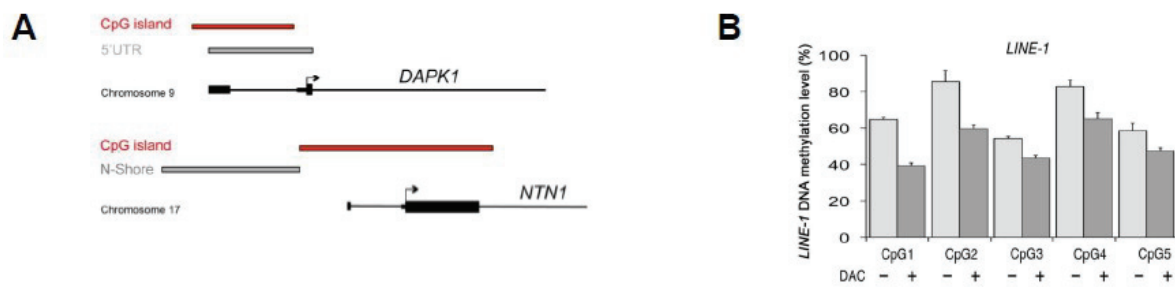 A
CpG island
5'UTR
DAPK1
Chromosome 9
CpG island
N-Shore
NTN1
Chromosome 17
B
LINE-1
LINE-1 DNA methylation level (%)
100
80
60
40
20
0
CpG1 CpG2 CpG3 CpG4 CpG5
DAC - + - + - + - + - +